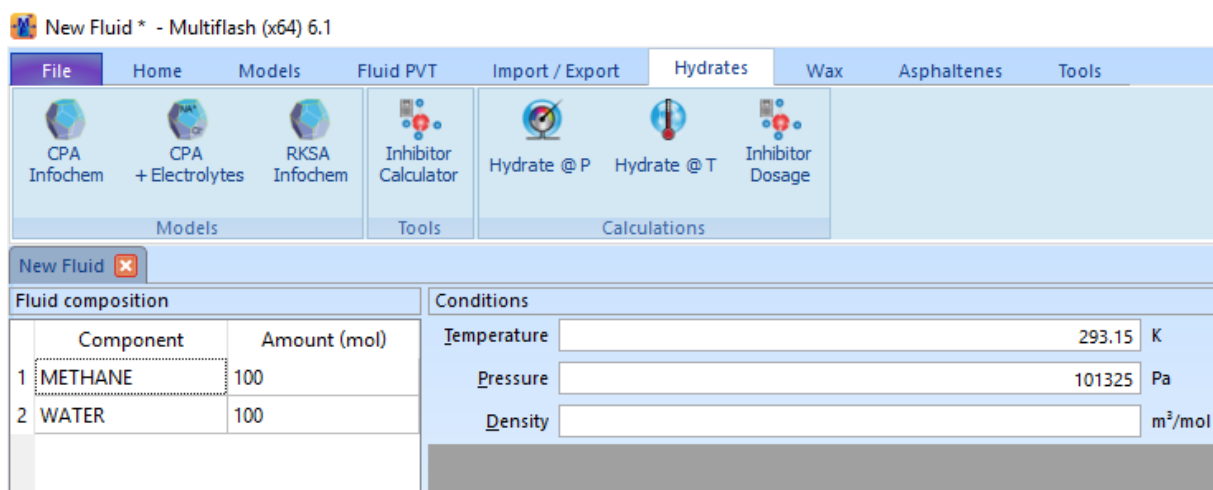 New Fluid * - Multiflash (x64) 6.1
File Home Models Fluid PVT Import / Export Hydrates Wax Asphaltenes Tools
CPA Infochem
CPA + Electrolytes
RKSA Infochem
Inhibitor Calculator
Hydrate @ P
Hydrate @ T
Inhibitor Dosage
Models Tools Calculations
New Fluid
Fluid composition
Component Amount (mol)
1 METHANE 100
2 WATER 100
Conditions
Temperature 293.15 K
Pressure 101325 Pa
Density m³/mol